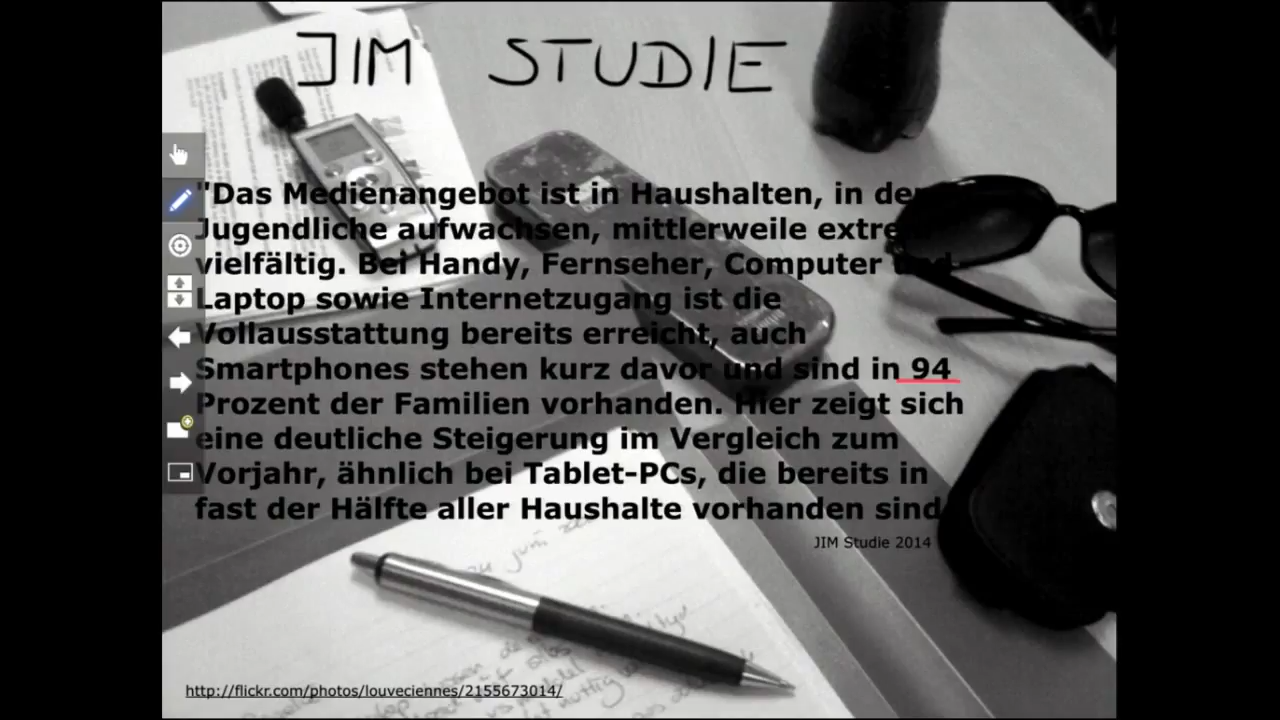 JIM STUDIE
"Das Medienangebot ist in Haushalten, in denen
Jugendliche aufwachsen, mittlerweile extrem
vielfältig. Bei Handy, Fernseher, Computer und
Laptop sowie Internetzugang ist die
Vollausstattung bereits erreicht, auch
Smartphones stehen kurz davor und sind in 94
Prozent der Familien vorhanden. Hier zeigt sich
eine deutliche Steigerung im Vergleich zum
Vorjahr, ähnlich bei Tablet-PCs, die bereits in
fast der Hälfte aller Haushalte vorhanden sind
JIM Studie 2014
http://flickr.com/photos/louveciennes/2155673014/